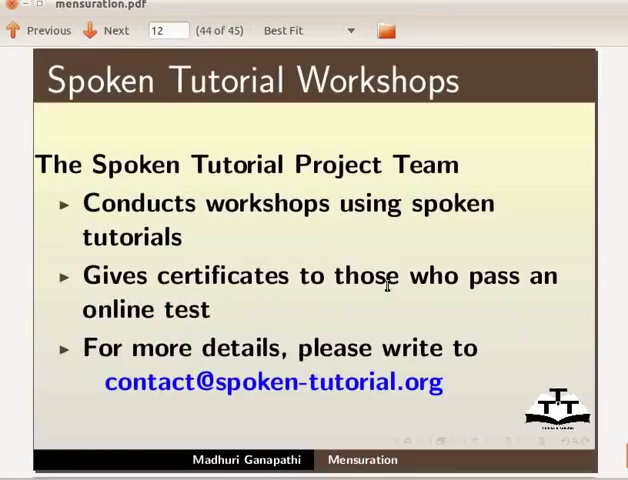 mensuration.pdf
Previous Next 12 (44 of 45) Best Fit
Spoken Tutorial Workshops
The Spoken Tutorial Project Team
Conducts workshops using spoken
tutorials
Gives certificates to those who pass an
online test
For more details, please write to
contact@spoken-tutorial.org
Madhuri Ganapathi Mensuration